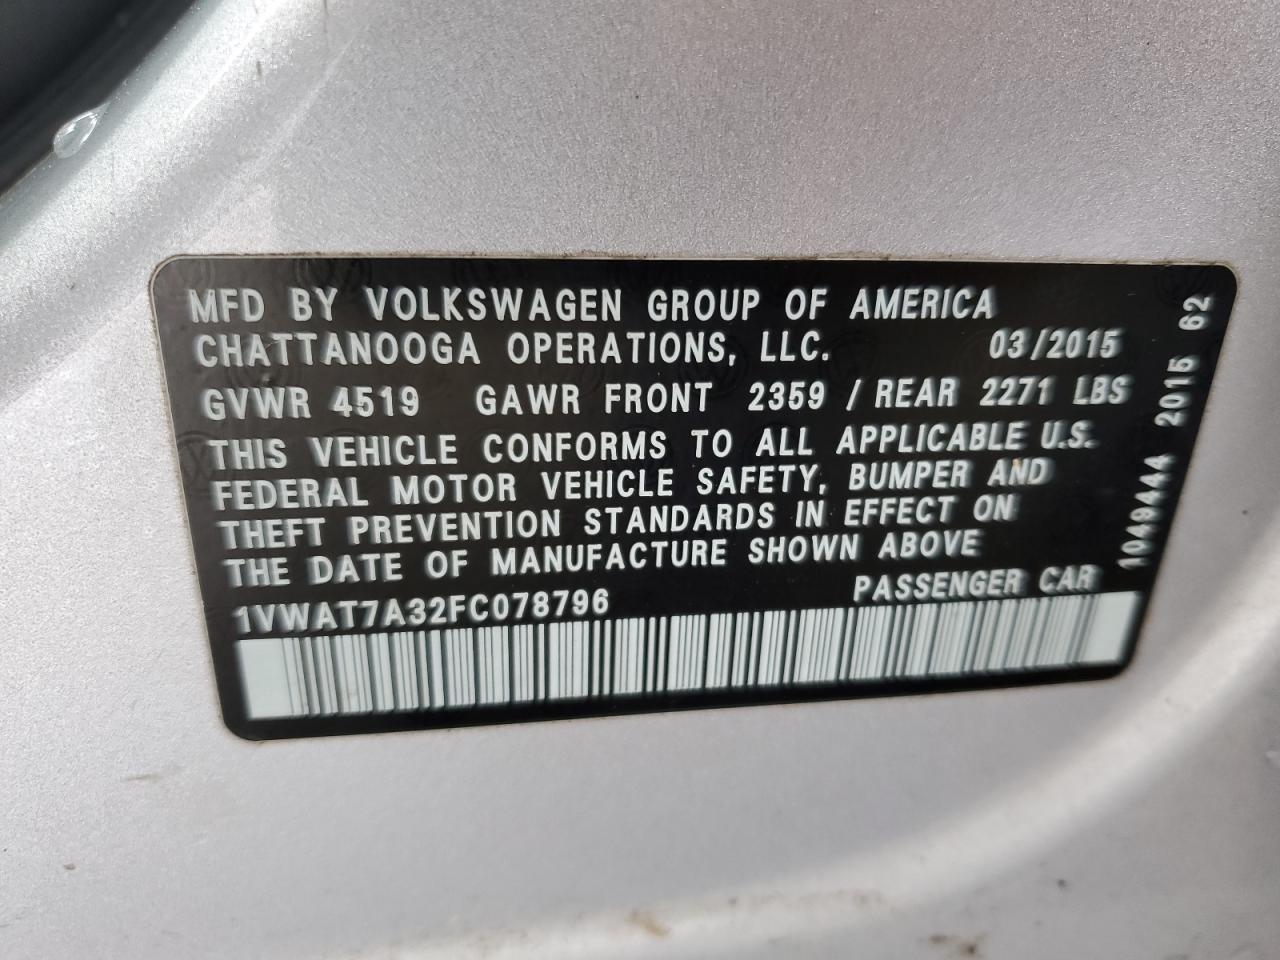 MFD BY VOLKSWAGEN GROUP OF AMERICA
CHATTANOOGA OPERATIONS, LLC. 03/2015
GVWR 4519 GAWR FRONT 2359 / REAR 2271 LBS
THIS VEHICLE CONFORMS TO ALL APPLICABLE U.S.
FEDERAL MOTOR VEHICLE SAFETY, BUMPER AND
THEFT PREVENTION STANDARDS IN EFFECT ON
THE DATE OF MANUFACTURE SHOWN ABOVE
1VWAT7A32FC078796 PASSENGER CAR
1049444 2015 62